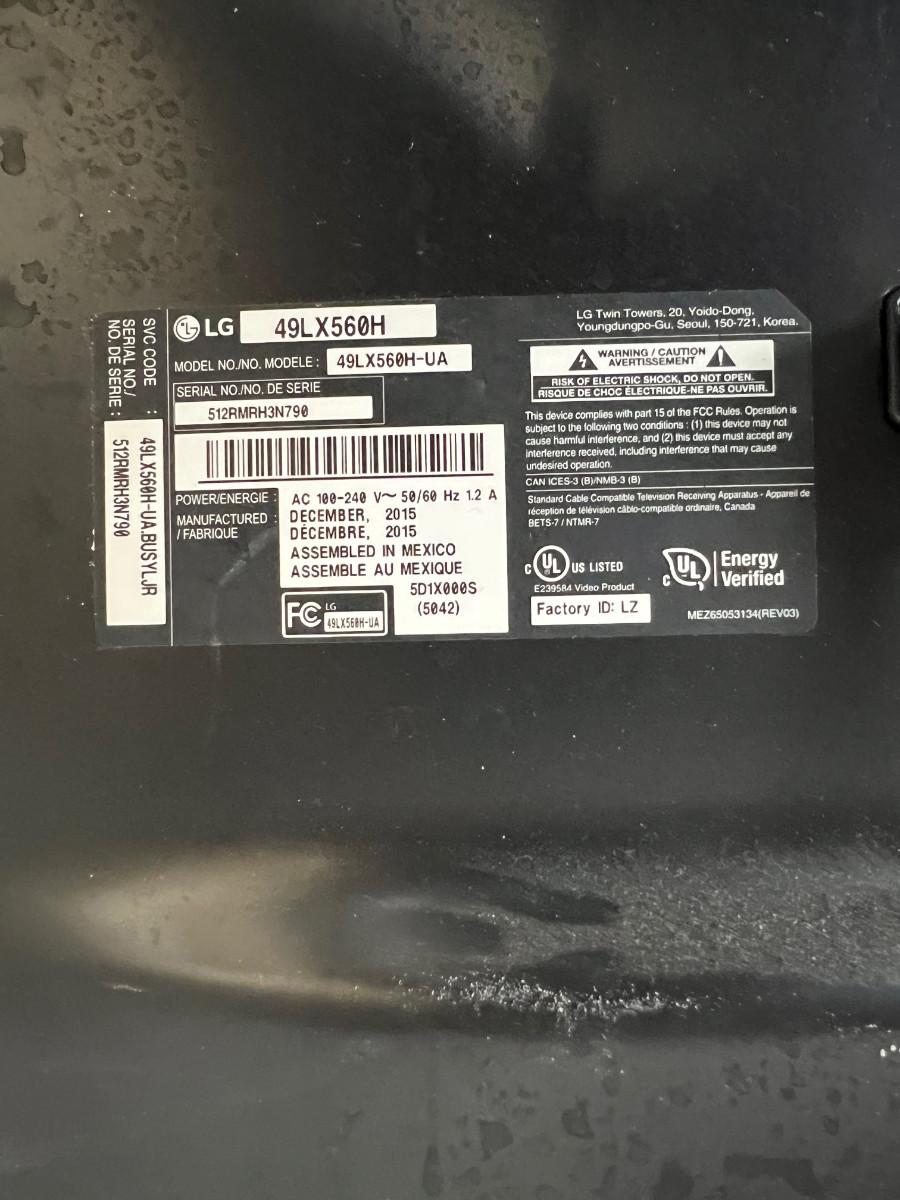 SVC CODE :
SERIAL NO./
NO. DE SERIE :
49LX560H-UA.BUSYLJR
512RMRH3N790
LG 49LX560H
MODEL NO./NO. MODELE : 49LX560H-UA
SERIAL NO./NO. DE SERIE
512RMRH3N790
POWER/ENERGIE : AC 100-240 V~ 50/60 Hz 1.2 A
MANUFACTURED : DECEMBER, 2015
/ FABRIQUE DÉCEMBRE, 2015
ASSEMBLED IN MEXICO
ASSEMBLE AU MEXIQUE
5D1X000S
(5042)
FC LG
49LX560H-UA
LG Twin Towers, 20, Yoido-Dong,
Youngdungpo-Gu, Seoul, 150-721, Korea.
WARNING / CAUTION
AVERTISSEMENT
RISK OF ELECTRIC SHOCK, DO NOT OPEN.
RISQUE DE CHOC ÉLECTRIQUE-NE PAS OUVRIR.
This device complies with part 15 of the FCC Rules. Operation is
subject to the following two conditions : (1) this device may not
cause harmful interference, and (2) this device must accept any
interference received, including interference that may cause
undesired operation.
CAN ICES-3 (B)/NMB-3 (B)
Standard Cable Compatible Television Receiving Apparatus - Appareil de
réception de télévision câblo-compatible ordinaire, Canada
BETS-7 / NTMR-7
C UL US LISTED
E239584 Video Product
C UL Energy
Verified
Factory ID: LZ
MEZ65053134(REV03)